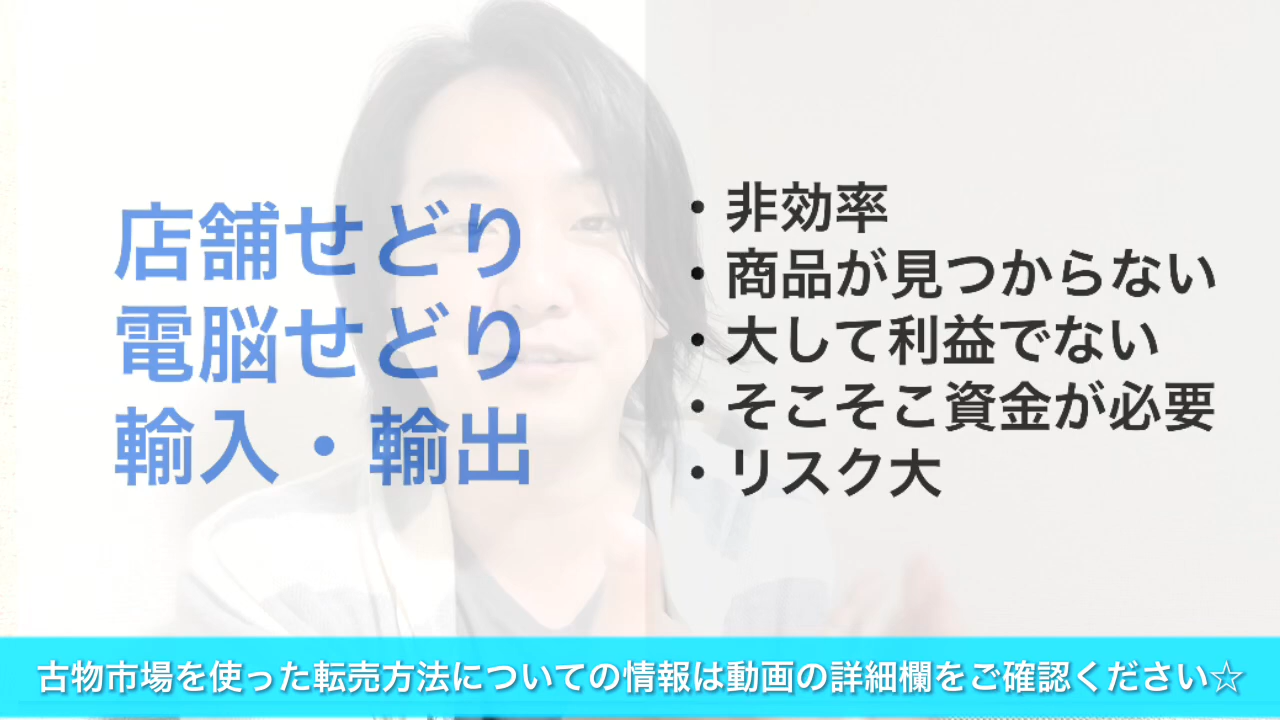 店舗せどり
電脳せどり
輸入・輸出
・非効率
・商品が見つからない
・大して利益でない
・そこそこ資金が必要
・リスク大
古物市場を使った転売方法についての情報は動画の詳細欄をご確認ください☆